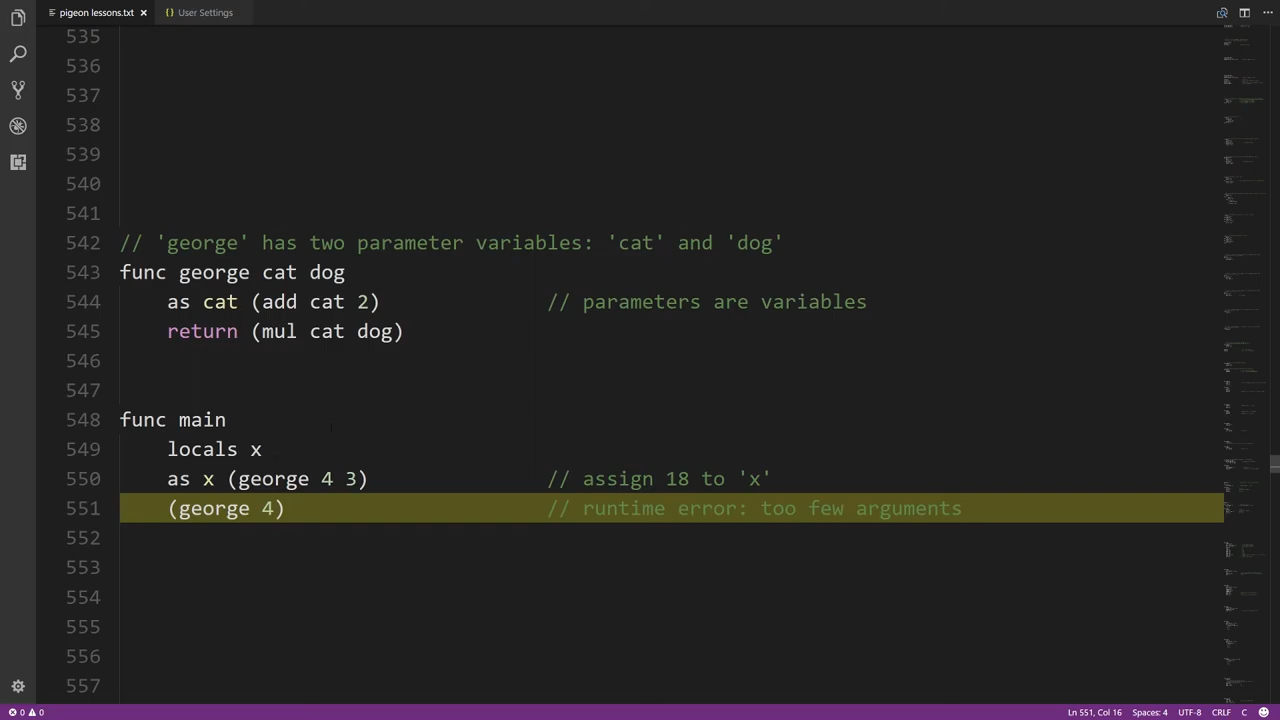 pigeon lessons.txt
User Settings
535
536
537
538
539
540
541
542 // 'george' has two parameter variables: 'cat' and 'dog'
543 func george cat dog
544 as cat (add cat 2) // parameters are variables
545 return (mul cat dog)
546
547
548 func main
549 locals x
550 as x (george 4 3) // assign 18 to 'x'
551 (george 4) // runtime error: too few arguments
552
553
554
555
556
557
0 0 Ln 551, Col 16 Spaces: 4 UTF-8 CRLF C